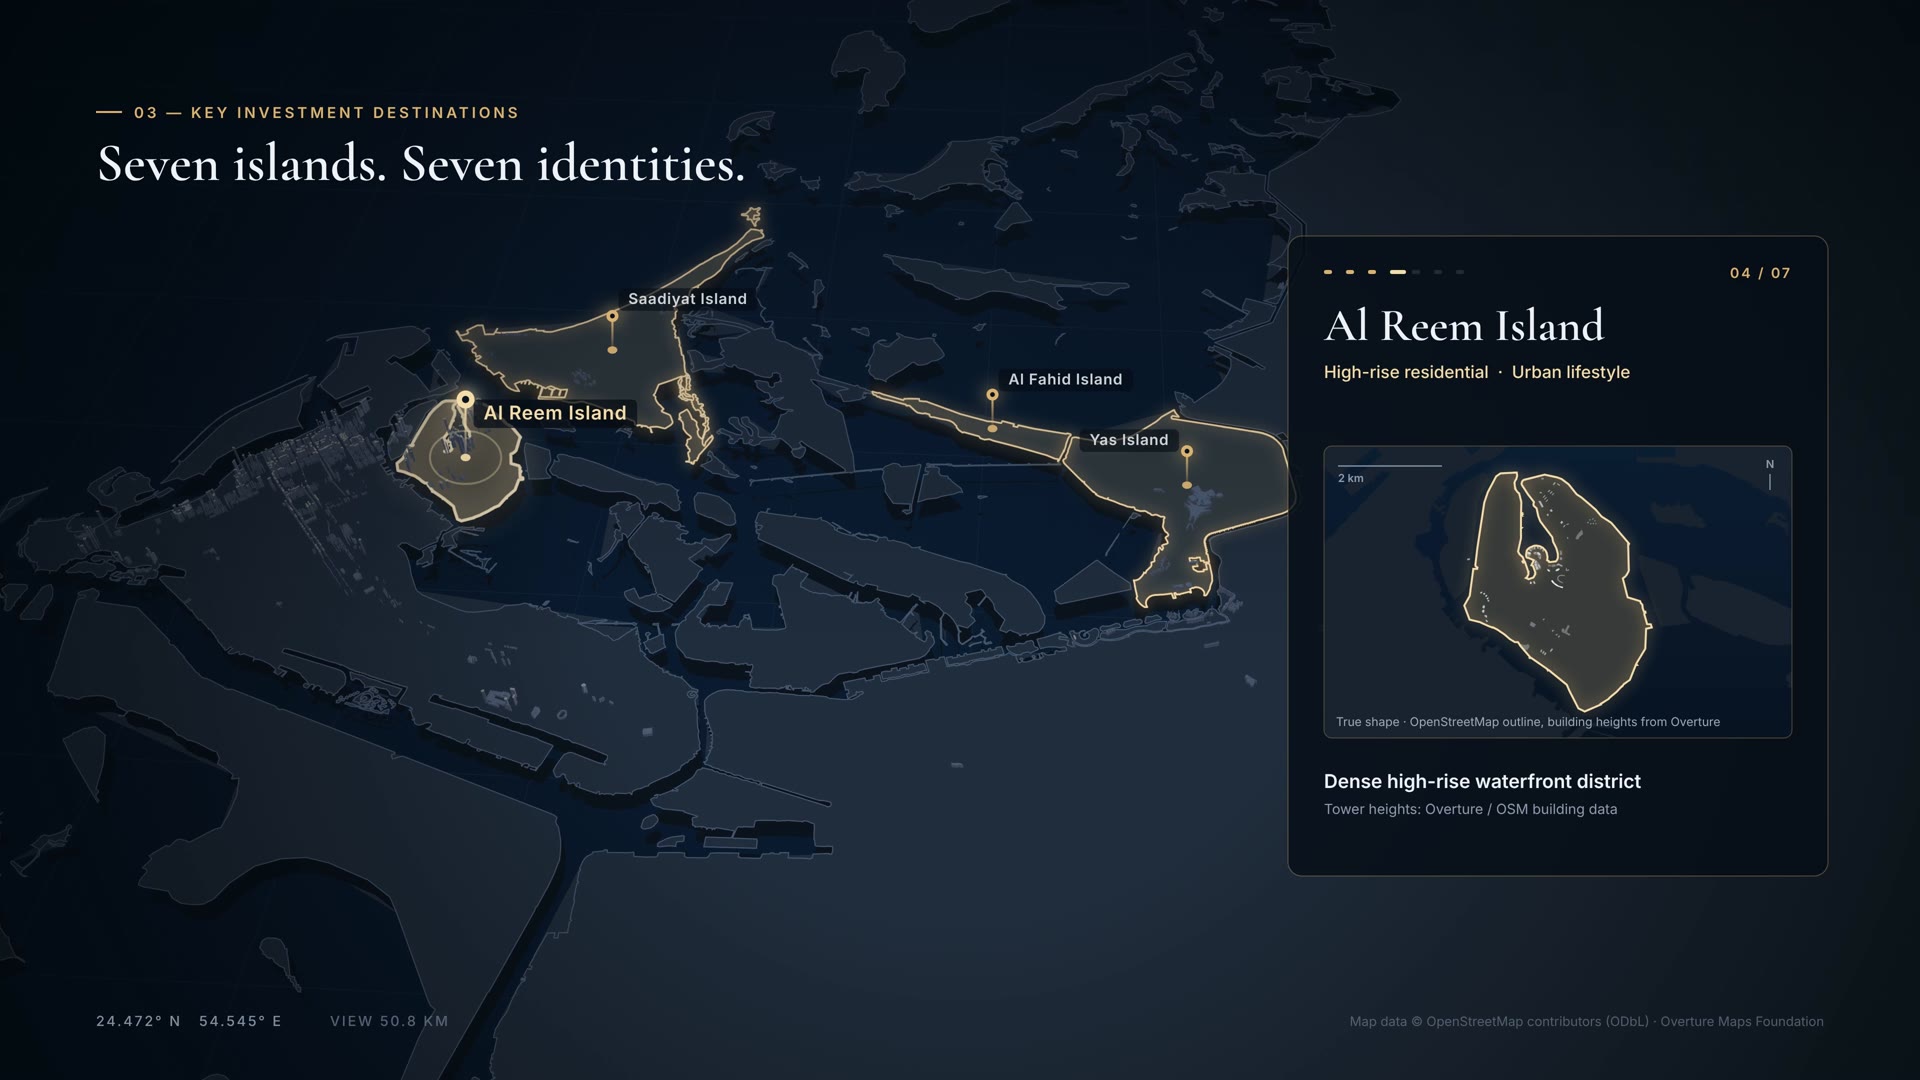 03 — KEY INVESTMENT DESTINATIONS
Seven islands. Seven identities.
Saadiyat Island
Al Fahid Island
Al Reem Island
Yas Island
04 / 07
Al Reem Island
High-rise residential · Urban lifestyle
2 km
N
True shape · OpenStreetMap outline, building heights from Overture
Dense high-rise waterfront district
Tower heights: Overture / OSM building data
24.472° N 54.545° E VIEW 50.8 KM
Map data © OpenStreetMap contributors (ODbL) · Overture Maps Foundation